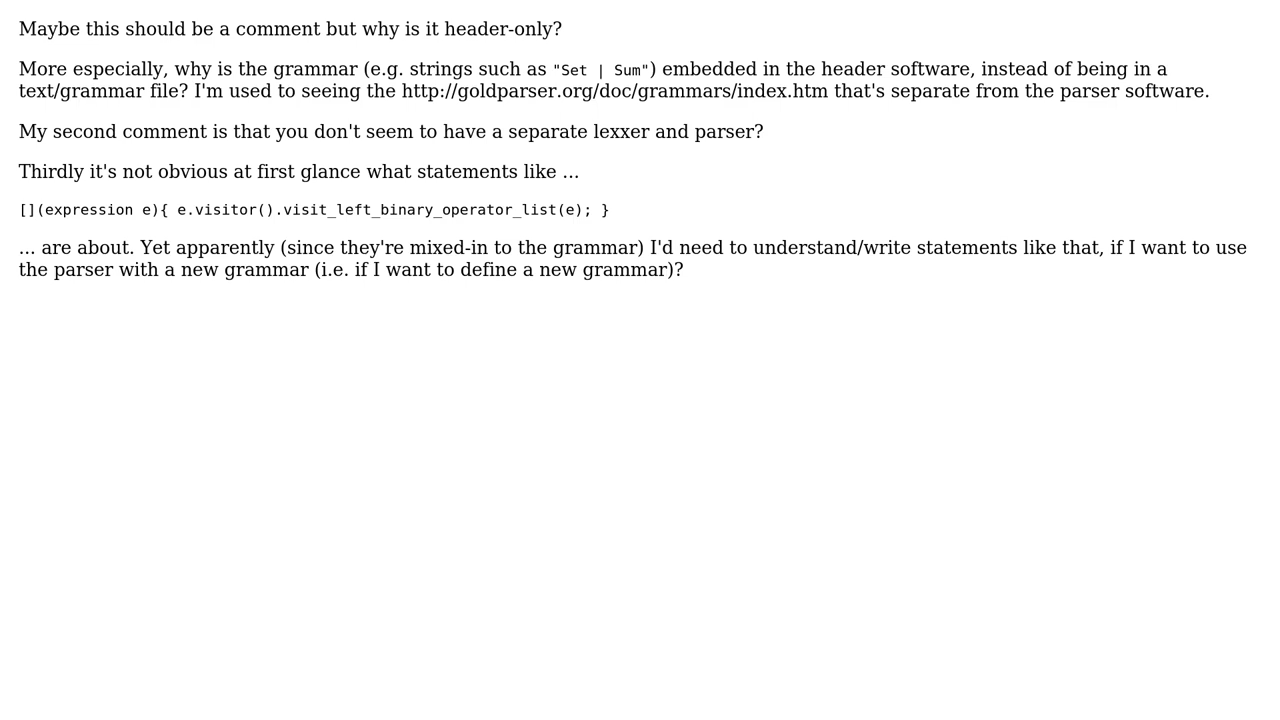 Maybe this should be a comment but why is it header-only?
More especially, why is the grammar (e.g. strings such as "Set | Sum") embedded in the header software, instead of being in a
text/grammar file? I'm used to seeing the http://goldparser.org/doc/grammars/index.htm that's separate from the parser software.
My second comment is that you don't seem to have a separate lexxer and parser?
Thirdly it's not obvious at first glance what statements like ...
[](expression e){ e.visitor().visit_left_binary_operator_list(e); }
... are about. Yet apparently (since they're mixed-in to the grammar) I'd need to understand/write statements like that, if I want to use
the parser with a new grammar (i.e. if I want to define a new grammar)?